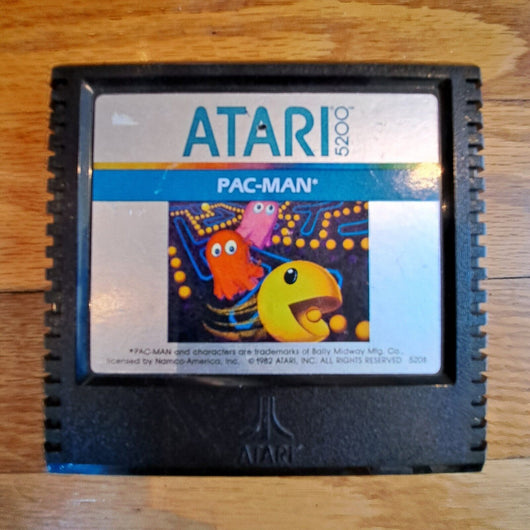 ATARI® 5200™
PAC-MAN*
*PAC-MAN and characters are trademarks of Bally Midway Mfg. Co.,
licensed by Namco-America, Inc. © 1982 ATARI, INC. ALL RIGHTS RESERVED 5208
ATARI